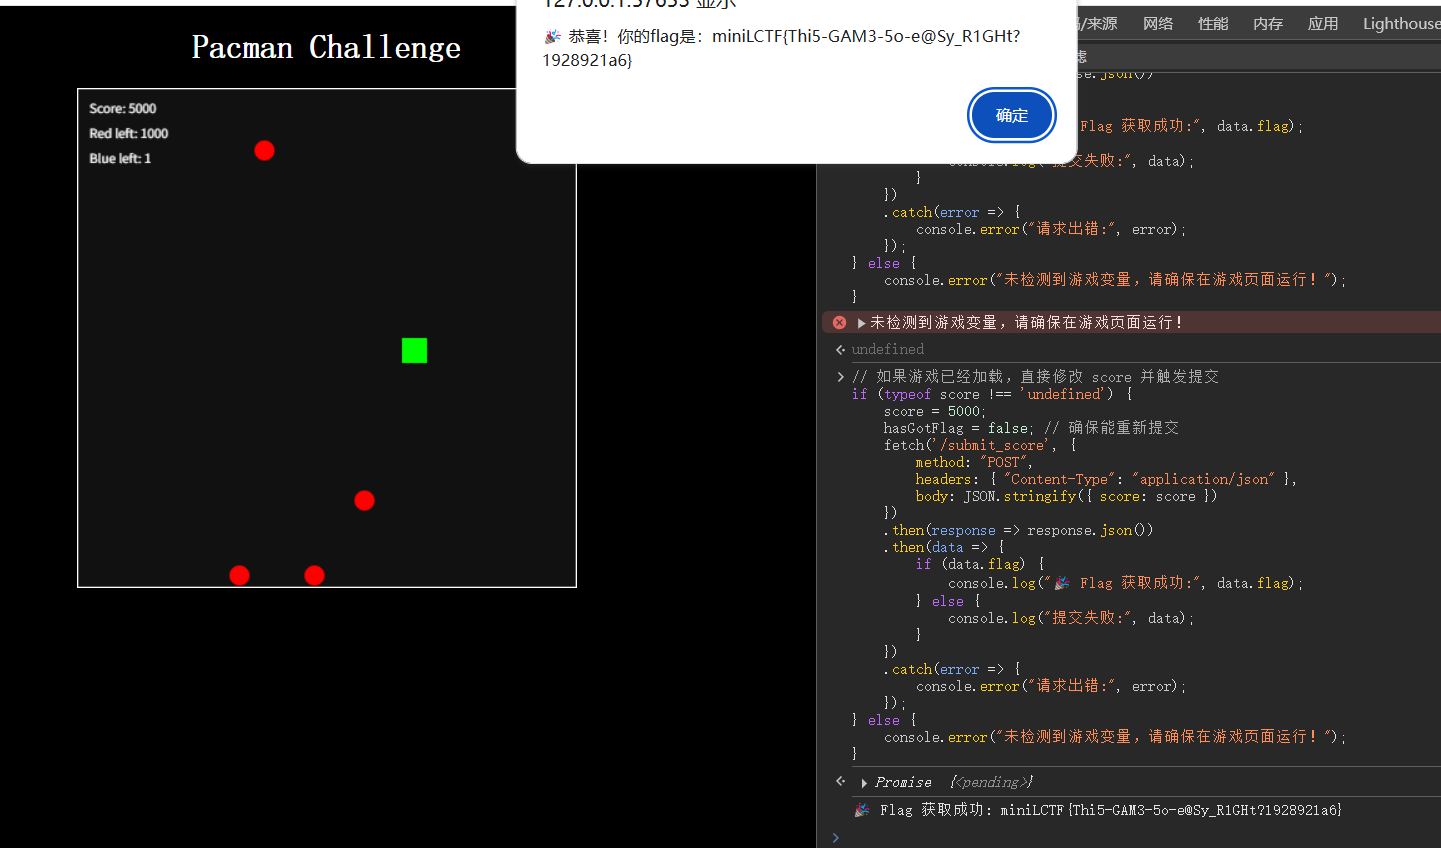 Pacman Challenge
Score: 5000
Red left: 1000
Blue left: 1
127.0.0.1:37653 显示
🎉 恭喜！你的flag是：miniLCTF{Thi5-GAM3-5o-e@Sy_R1GHt?
1928921a6}
确定
/来源 网络 性能 内存 应用 Lighthouse
滤
se.json())
Flag 获取成功:", data.flag);
console.log("提交失败:", data);
}
})
.catch(error => {
console.error("请求出错:", error);
});
} else {
console.error("未检测到游戏变量，请确保在游戏页面运行！");
}
未检测到游戏变量，请确保在游戏页面运行！
undefined
// 如果游戏已经加载，直接修改 score 并触发提交
if (typeof score !== 'undefined') {
score = 5000;
hasGotFlag = false; // 确保能重新提交
fetch('/submit_score', {
method: "POST",
headers: { "Content-Type": "application/json" },
body: JSON.stringify({ score: score })
})
.then(response => response.json())
.then(data => {
if (data.flag) {
console.log("🎉 Flag 获取成功:", data.flag);
} else {
console.log("提交失败:", data);
}
})
.catch(error => {
console.error("请求出错:", error);
});
} else {
console.error("未检测到游戏变量，请确保在游戏页面运行！");
}
Promise {<pending>}
🎉 Flag 获取成功: miniLCTF{Thi5-GAM3-5o-e@Sy_R1GHt?1928921a6}